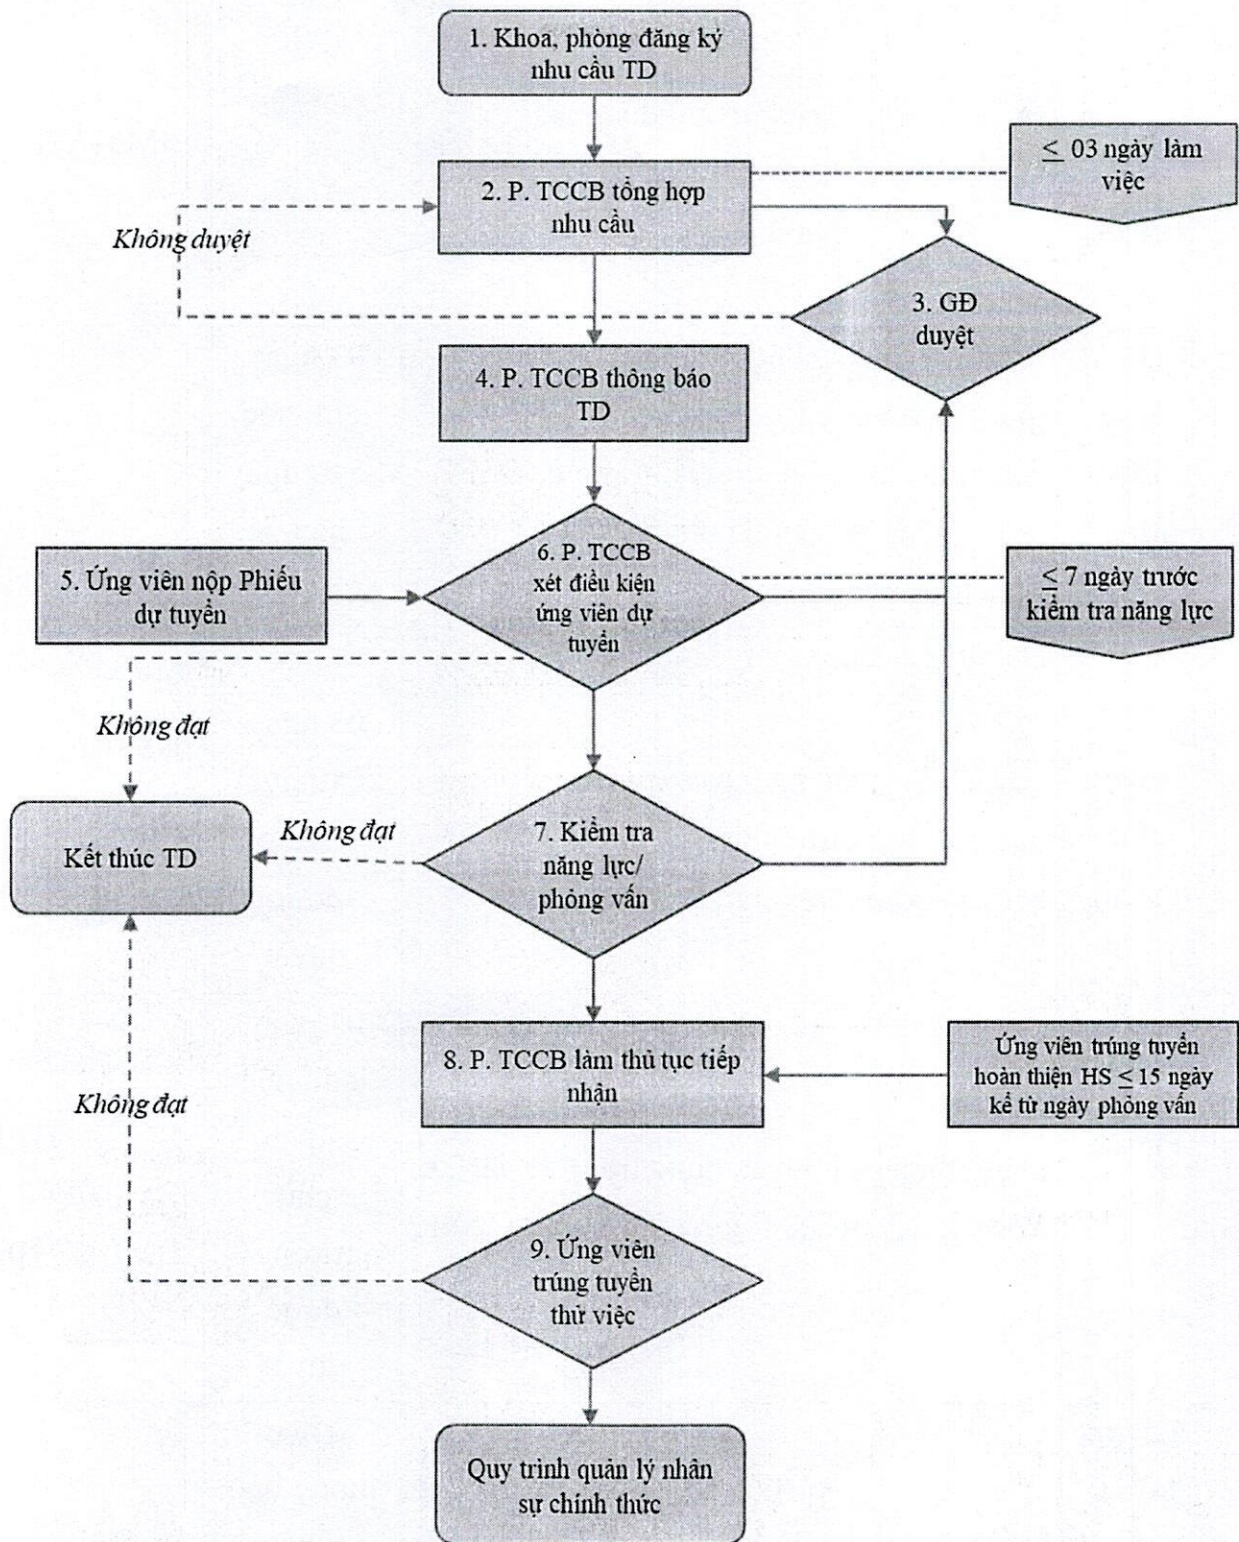 1. Khoa, phòng đăng ký
nhu cầu TD
≤ 03 ngày làm
việc
2. P. TCCB tổng hợp
nhu cầu
Không duyệt
3. GĐ
duyệt
4. P. TCCB thông báo
TD
5. Ứng viên nộp Phiếu
dự tuyển
6. P. TCCB
xét điều kiện
ứng viên dự
tuyển
≤ 7 ngày trước
kiểm tra năng lực
Không đạt
Kết thúc TD
Không đạt
7. Kiểm tra
năng lực/
phỏng vấn
8. P. TCCB làm thủ tục tiếp
nhận
Ứng viên trúng tuyển
hoàn thiện HS ≤ 15 ngày
kể từ ngày phỏng vấn
Không đạt
9. Ứng viên
trúng tuyển
thử việc
Quy trình quản lý nhân
sự chính thức